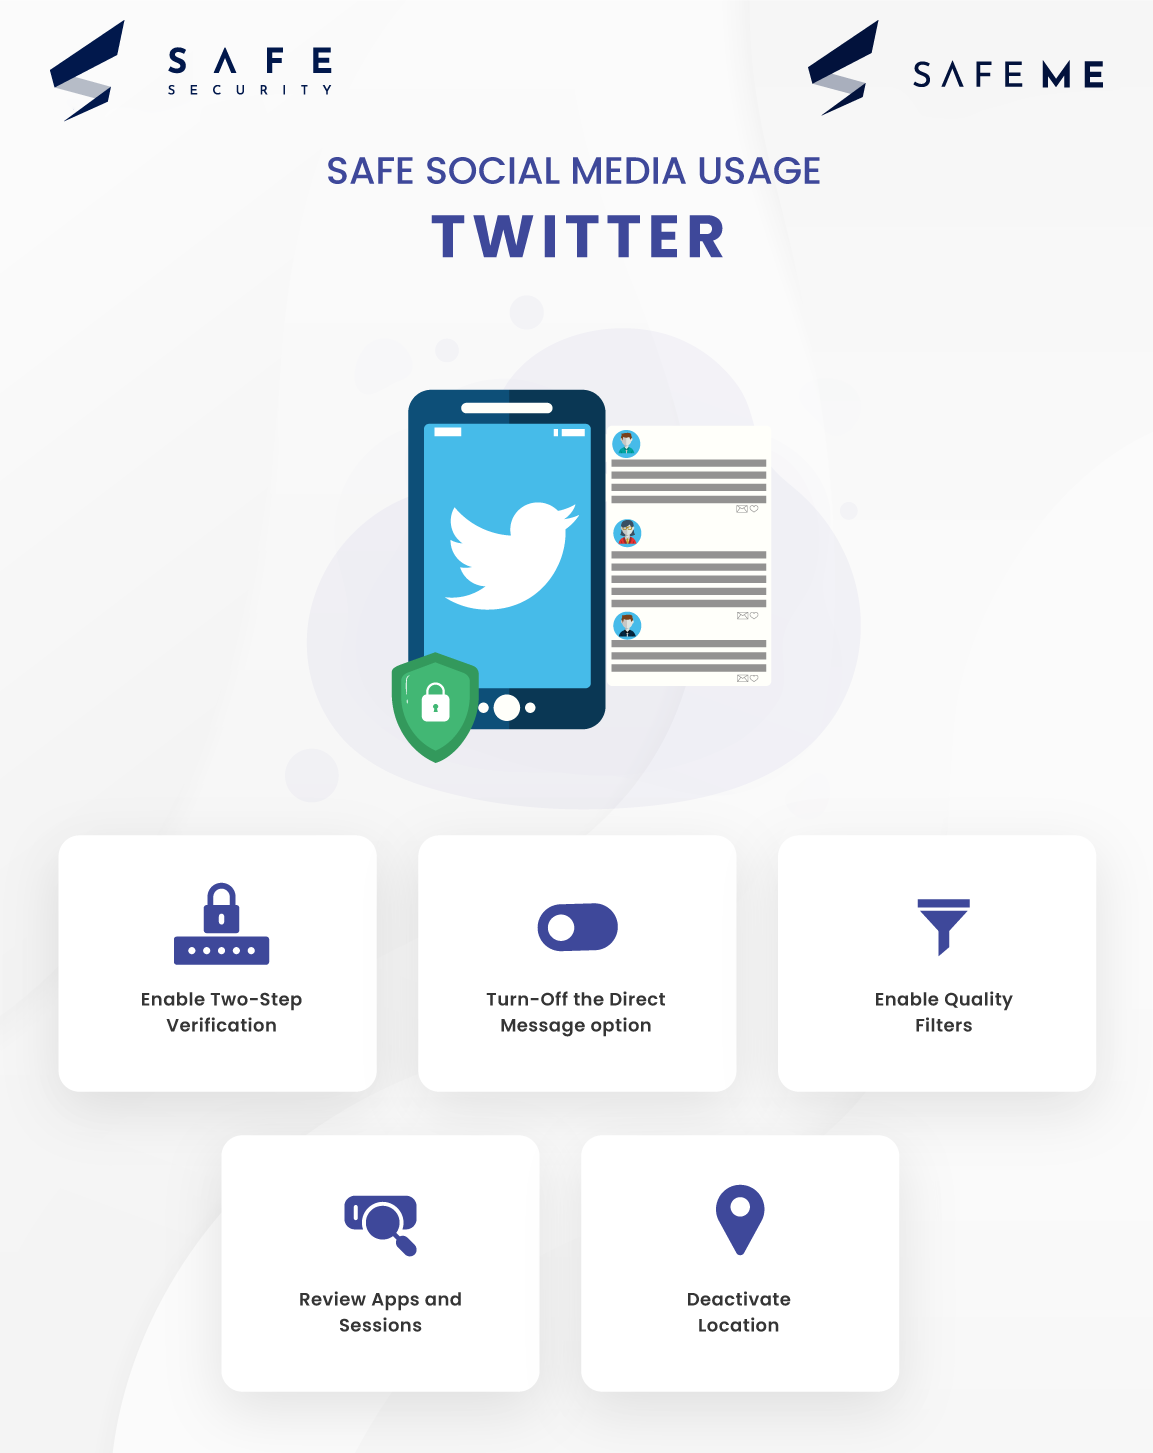 SAFE
SECURITY
SAFE ME
SAFE SOCIAL MEDIA USAGE
TWITTER
Enable Two-Step
Verification
Turn-Off the Direct
Message option
Enable Quality
Filters
Review Apps and
Sessions
Deactivate
Location